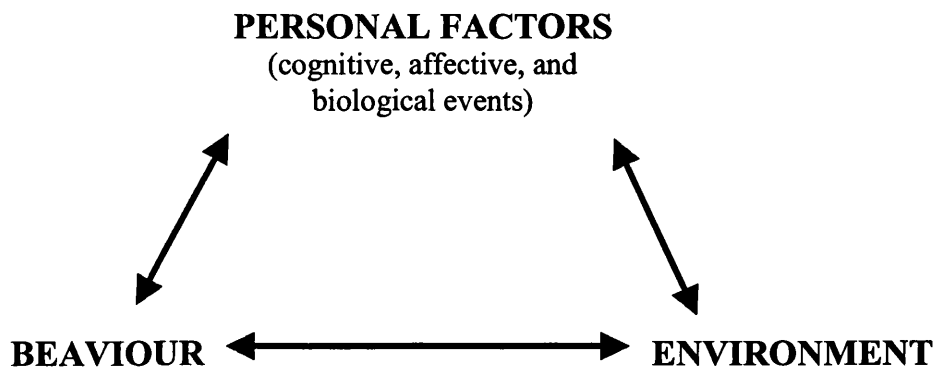 PERSONAL FACTORS
(cognitive, affective, and
biological events)
BEAVIOUR
ENVIRONMENT